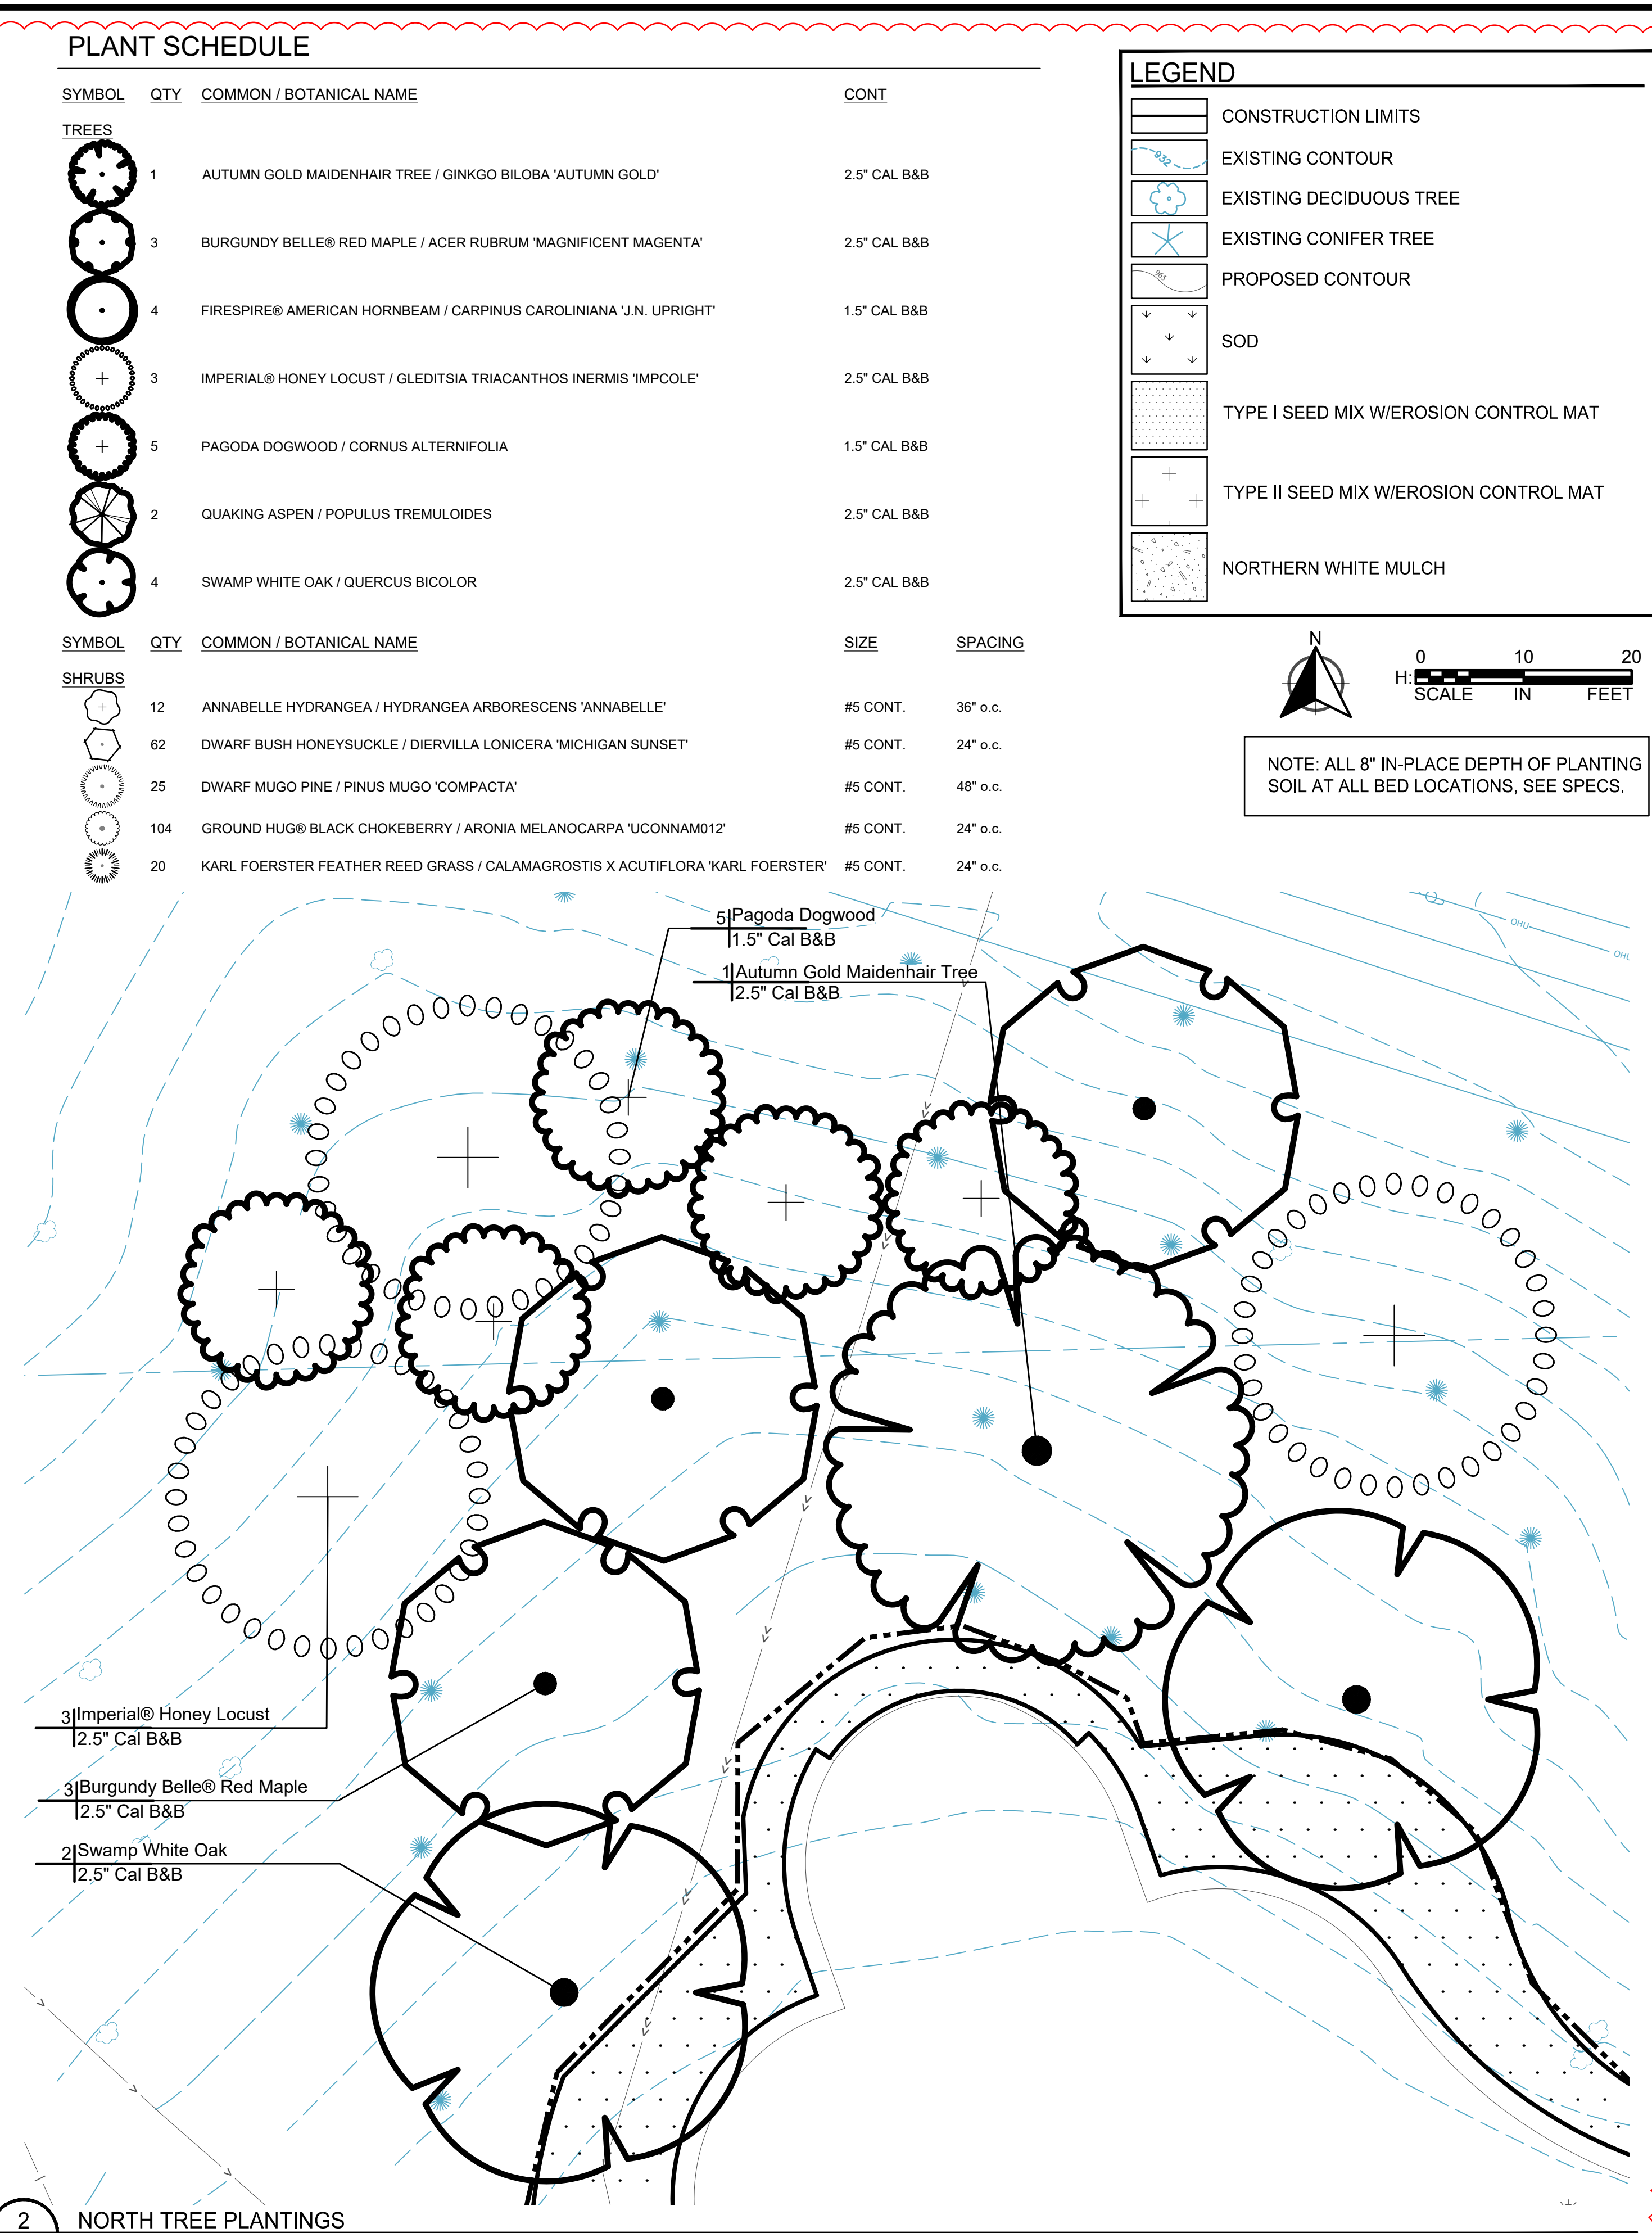 PLANT SCHEDULE
SYMBOL QTY COMMON / BOTANICAL NAME CONT
TREES
1 AUTUMN GOLD MAIDENHAIR TREE / GINKGO BILOBA 'AUTUMN GOLD' 2.5" CAL B&B
3 BURGUNDY BELLE® RED MAPLE / ACER RUBRUM 'MAGNIFICENT MAGENTA' 2.5" CAL B&B
4 FIRESPIRE® AMERICAN HORNBEAM / CARPINUS CAROLINIANA 'J.N. UPRIGHT' 1.5" CAL B&B
3 IMPERIAL® HONEY LOCUST / GLEDITSIA TRIACANTHOS INERMIS 'IMPCOLE' 2.5" CAL B&B
5 PAGODA DOGWOOD / CORNUS ALTERNIFOLIA 1.5" CAL B&B
2 QUAKING ASPEN / POPULUS TREMULOIDES 2.5" CAL B&B
4 SWAMP WHITE OAK / QUERCUS BICOLOR 2.5" CAL B&B
SYMBOL QTY COMMON / BOTANICAL NAME SIZE SPACING
SHRUBS
12 ANNABELLE HYDRANGEA / HYDRANGEA ARBORESCENS 'ANNABELLE' #5 CONT. 36" o.c.
62 DWARF BUSH HONEYSUCKLE / DIERVILLA LONICERA 'MICHIGAN SUNSET' #5 CONT. 24" o.c.
25 DWARF MUGO PINE / PINUS MUGO 'COMPACTA' #5 CONT. 48" o.c.
104 GROUND HUG® BLACK CHOKEBERRY / ARONIA MELANOCARPA 'UCONNAM012' #5 CONT. 24" o.c.
20 KARL FOERSTER FEATHER REED GRASS / CALAMAGROSTIS X ACUTIFLORA 'KARL FOERSTER' #5 CONT. 24" o.c.
LEGEND
CONSTRUCTION LIMITS
932 EXISTING CONTOUR
EXISTING DECIDUOUS TREE
EXISTING CONIFER TREE
965 PROPOSED CONTOUR
SOD
TYPE I SEED MIX W/EROSION CONTROL MAT
TYPE II SEED MIX W/EROSION CONTROL MAT
NORTHERN WHITE MULCH
N
0 10 20
H:
SCALE IN FEET
NOTE: ALL 8" IN-PLACE DEPTH OF PLANTING
SOIL AT ALL BED LOCATIONS, SEE SPECS.
5 Pagoda Dogwood
1.5" Cal B&B
1 Autumn Gold Maidenhair Tree
2.5" Cal B&B
OHU
OHU
3 Imperial® Honey Locust
2.5" Cal B&B
3 Burgundy Belle® Red Maple
2.5" Cal B&B
2 Swamp White Oak
2.5" Cal B&B
2 NORTH TREE PLANTINGS